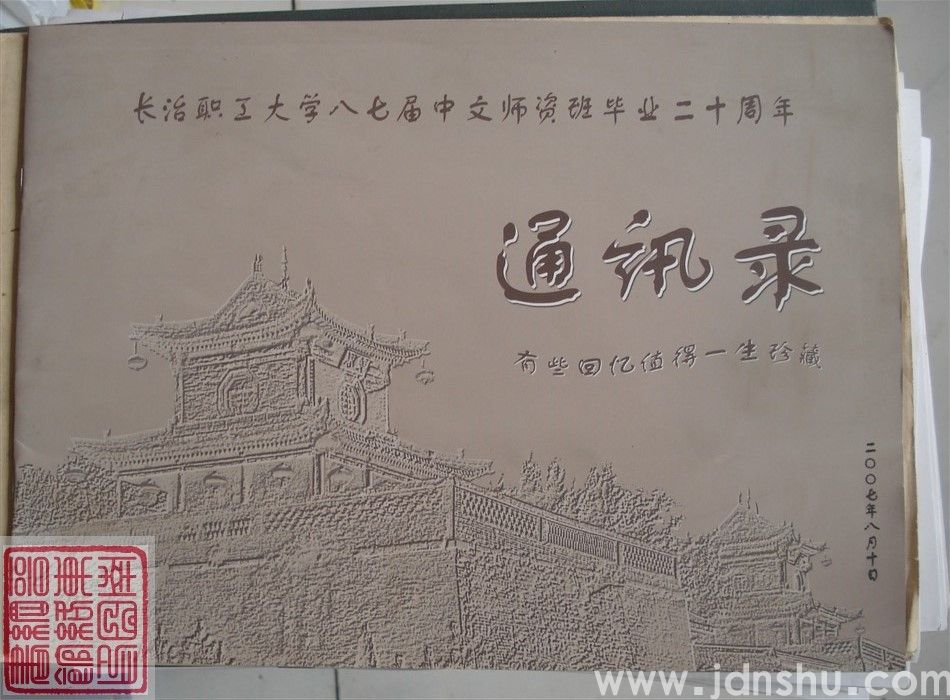 长治职工大学八七届中文师资班毕业二十周年
通讯录
有些回忆值得一生珍藏
二〇〇七年八月十日
www.jdnshu.com